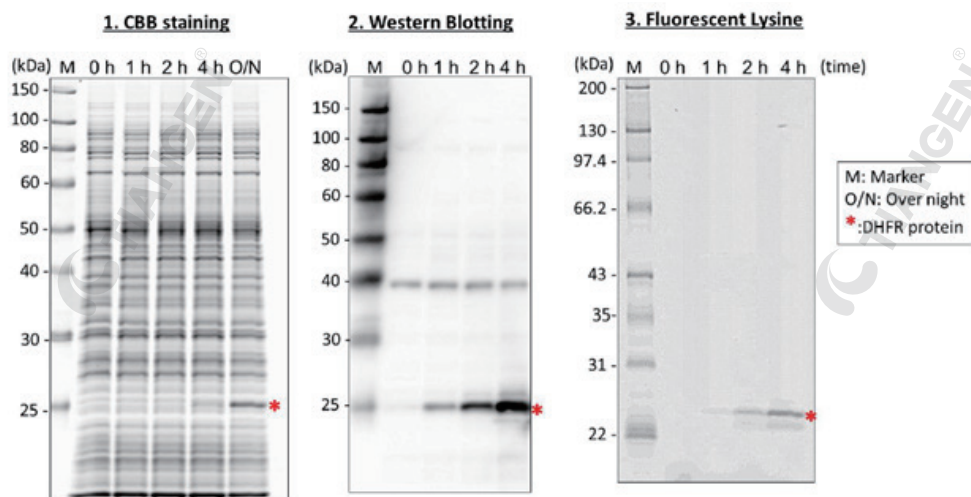 1. CBB staining
(kDa) M 0 h 1 h 2 h 4 h O/N
150
100
80
60
50
40
30
25
*
2. Western Blotting
(kDa) M 0 h 1 h 2 h 4 h
150
100
80
60
50
40
30
25
*
3. Fluorescent Lysine
(kDa) M 0 h 1 h 2 h 4 h (time)
200
130
97.4
66.2
43
35
31
22
*
M: Marker
O/N: Over night
*:DHFR protein
TIANGEN®
TIANGEN®